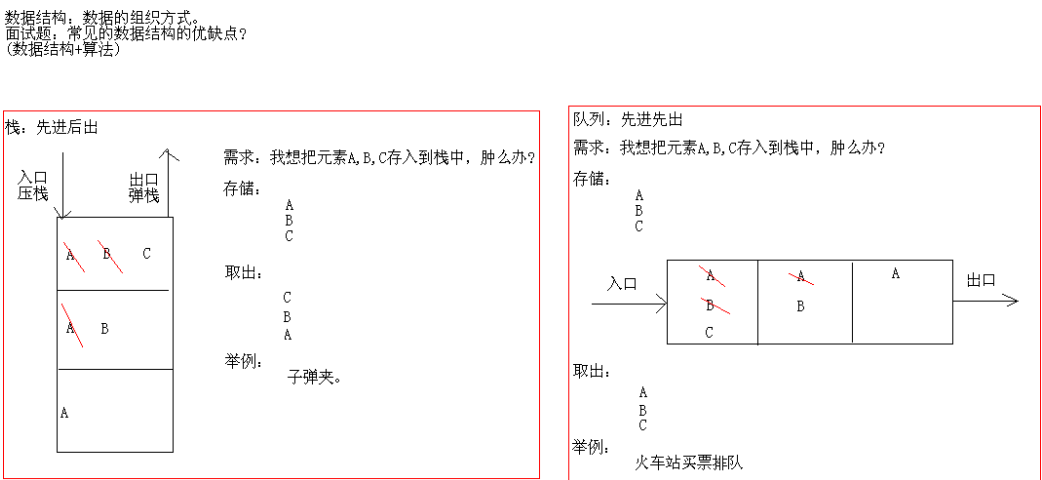 数据结构：数据的组织方式。
面试题：常见的数据结构的优缺点？
(数据结构+算法)
栈：先进后出
入口
压栈
出口
弹栈
A B C
A B
A
需求：我想把元素A,B,C存入到栈中，肿么办？
存储：
A
B
C
取出：
C
B
A
举例：
子弹夹。
队列：先进先出
需求：我想把元素A,B,C存入到栈中，肿么办？
存储：
A
B
C
入口
A A A
B B
C
出口
取出：
A
B
C
举例：
火车站买票排队